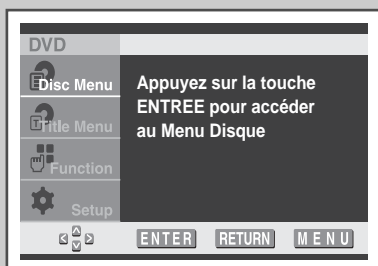 DVD
Disc Menu
Title Menu
Function
Setup
Appuyez sur la touche
ENTREE pour accéder
au Menu Disque
ENTER RETURN MENU